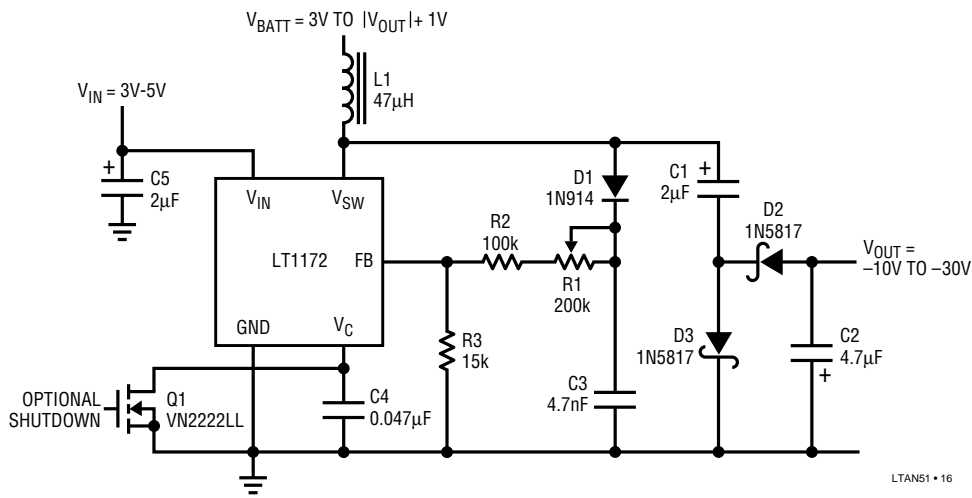 V_BATT = 3V TO |V_OUT|+ 1V
L1
47µH
V_IN = 3V-5V
+
C5
2µF
V_IN
V_SW
LT1172
FB
GND
V_C
D1
1N914
+
C1
2µF
D2
1N5817
V_OUT =
–10V TO –30V
R2
100k
R1
200k
R3
15k
D3
1N5817
C2
4.7µF
+
C3
4.7nF
C4
0.047µF
OPTIONAL
SHUTDOWN
Q1
VN2222LL
LTAN51 • 16